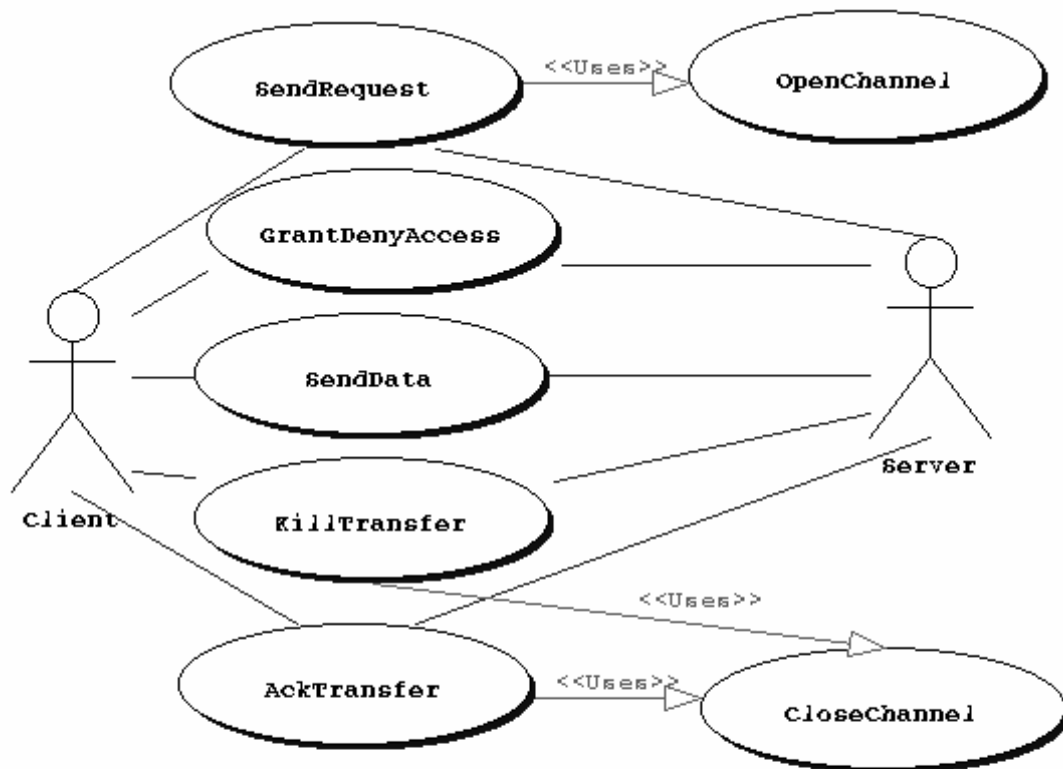 SendRequest
<<Uses>>
OpenChannel
GrantDenyAccess
SendData
Server
KillTransfer
Client
<<Uses>>
AckTransfer
<<Uses>>
CloseChannel